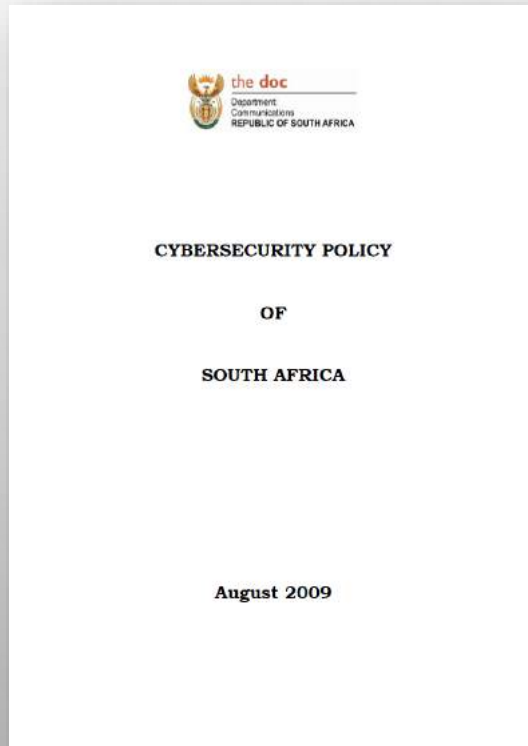 the doc
Department
Communications
REPUBLIC OF SOUTH AFRICA
CYBERSECURITY POLICY
OF
SOUTH AFRICA
August 2009